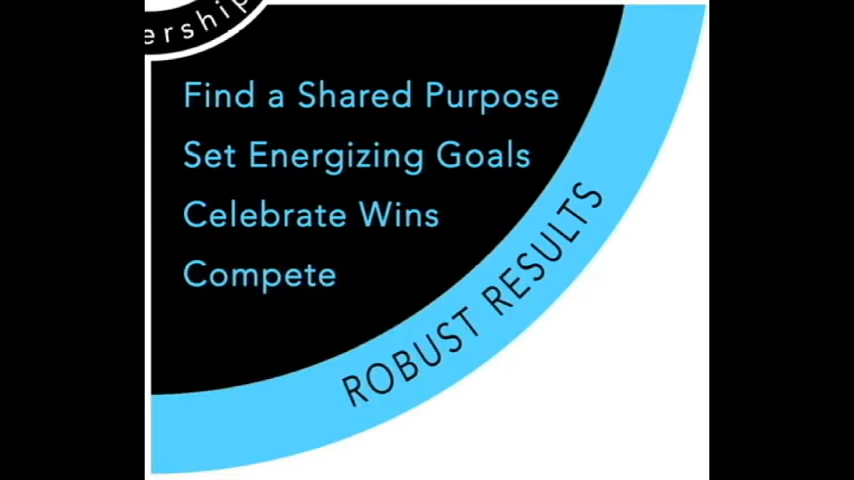 ership
Find a Shared Purpose
Set Energizing Goals
Celebrate Wins
Compete
ROBUST RESULTS